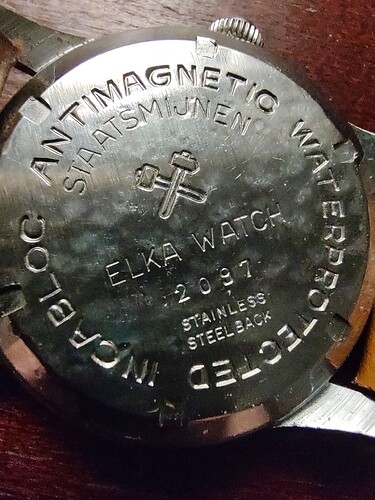 ANTIMAGNETIC WATERPROTECTED INCABLOC
STAATSMIJNEN
ELKA WATCH
2097
STAINLESS
STEELBACK